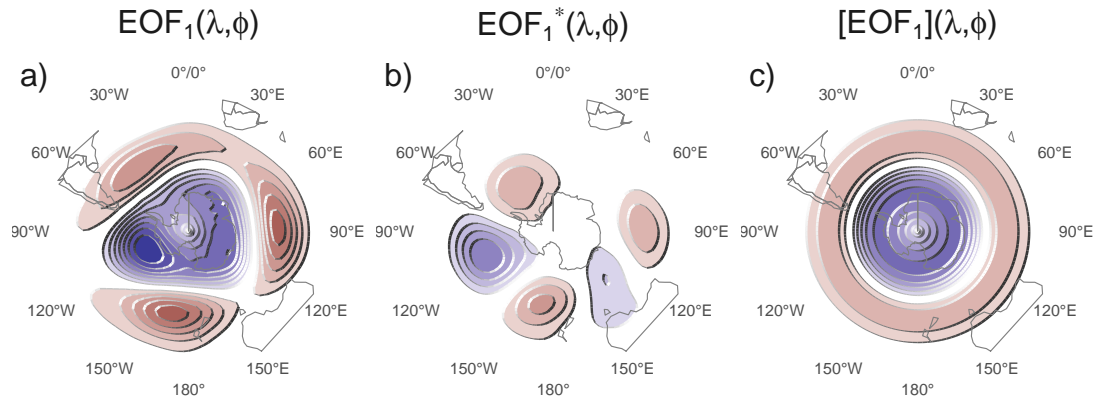 EOF₁(λ,ϕ) EOF₁*(λ,ϕ) [EOF₁](λ,ϕ)
a) b) c)
0°/0° 0°/0° 0°/0°
30°W 30°E 30°W 30°E 30°W 30°E
60°W 60°E 60°W 60°E 60°W 60°E
90°W 90°E 90°W 90°E 90°W 90°E
120°W 120°E 120°W 120°E 120°W 120°E
150°W 150°E 150°W 150°E 150°W 150°E
180° 180° 180°